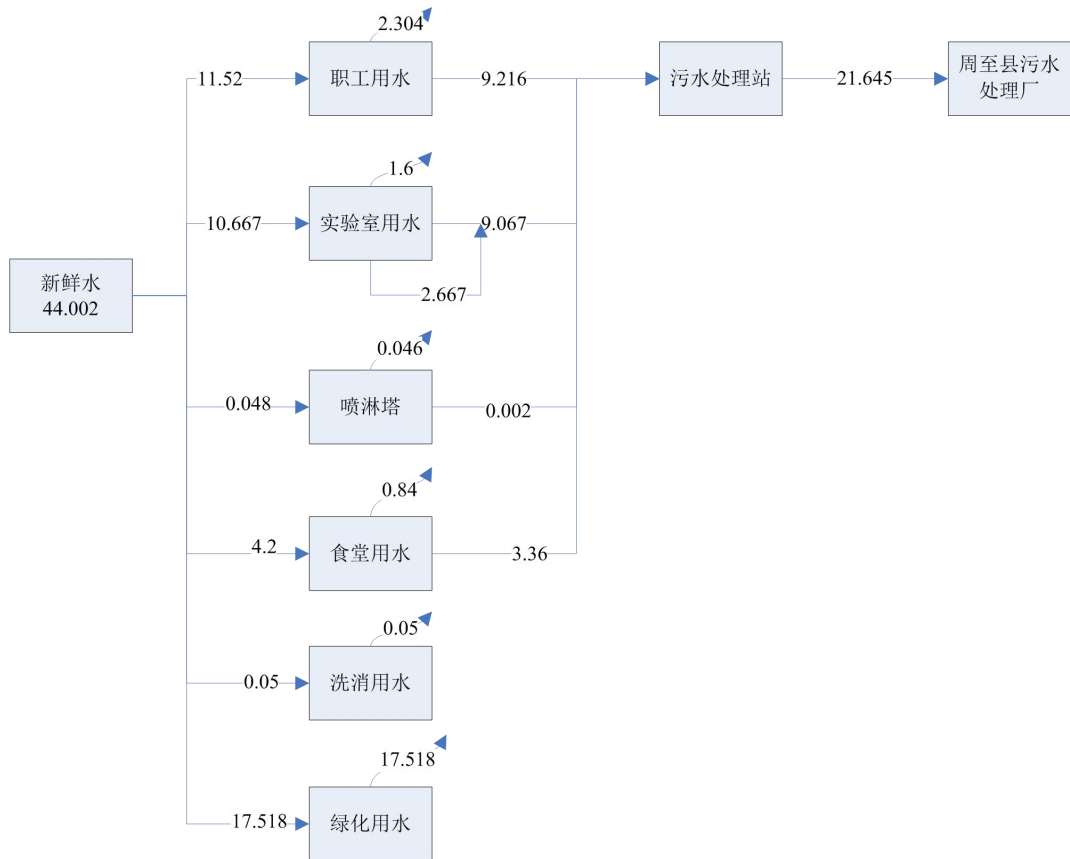 2.304
11.52
职工用水
9.216
污水处理站
21.645
周至县污水
处理厂
1.6
10.667
实验室用水
9.067
2.667
新鲜水
44.002
0.046
0.048
喷淋塔
0.002
0.84
4.2
食堂用水
3.36
0.05
0.05
洗消用水
17.518
17.518
绿化用水